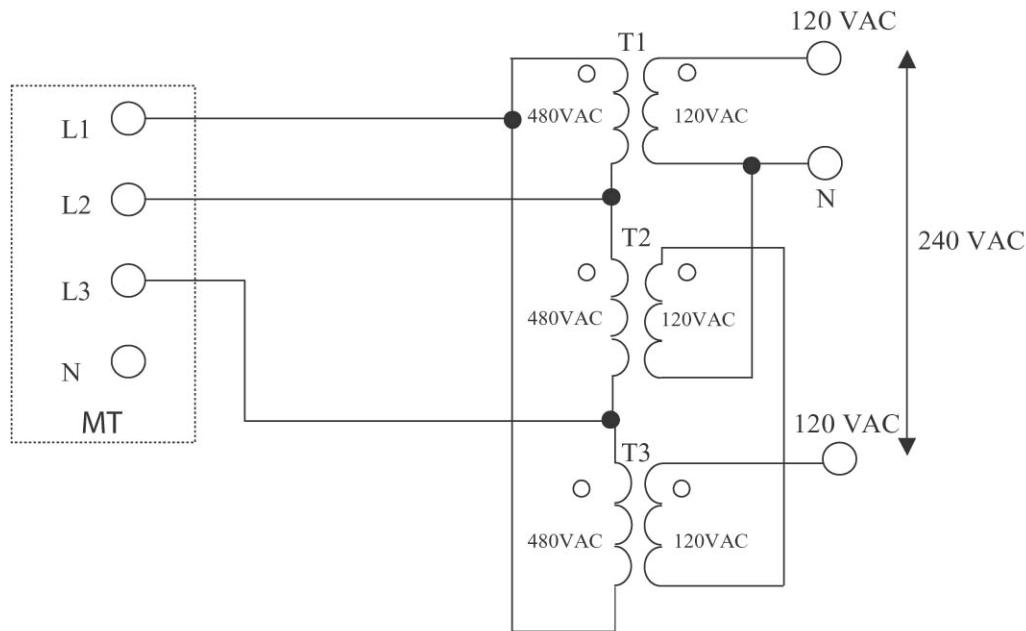 120 VAC
T1
L1
480VAC
120VAC
L2
N
T2
240 VAC
L3
480VAC
120VAC
N
MT
120 VAC
T3
480VAC
120VAC